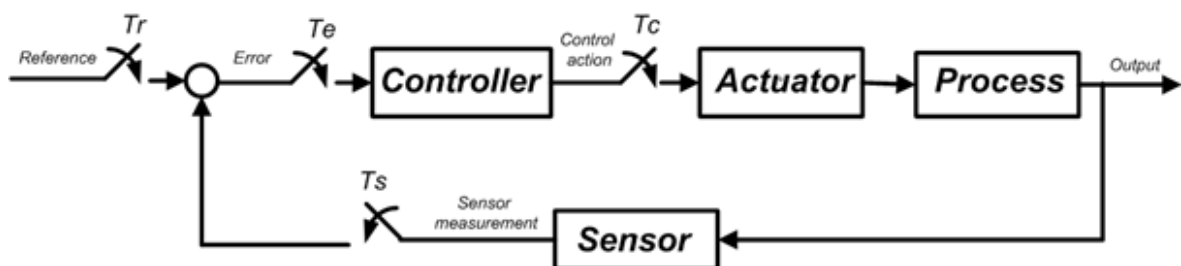 Tr
Te
Tc
Reference
Error
Control
action
Output
Controller
Actuator
Process
Ts
Sensor
measurement
Sensor